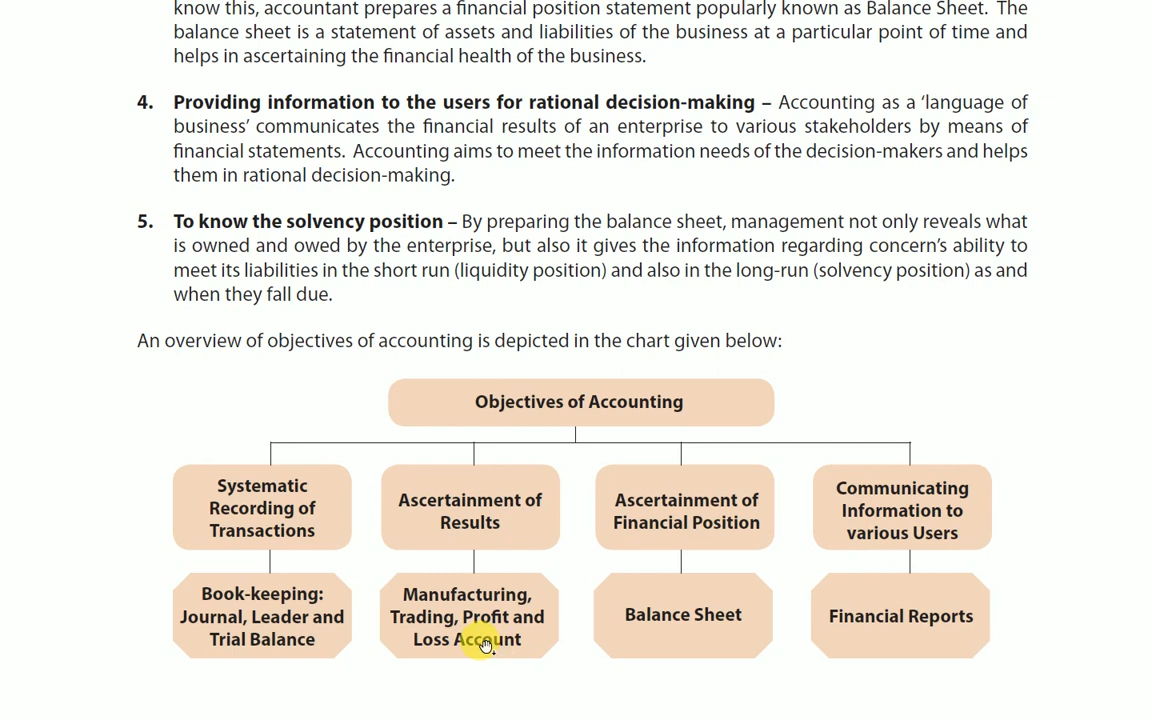 know this, accountant prepares a financial position statement popularly known as Balance Sheet. The
balance sheet is a statement of assets and liabilities of the business at a particular point of time and
helps in ascertaining the financial health of the business.
4. Providing information to the users for rational decision-making – Accounting as a ‘language of
business’ communicates the financial results of an enterprise to various stakeholders by means of
financial statements. Accounting aims to meet the information needs of the decision-makers and helps
them in rational decision-making.
5. To know the solvency position – By preparing the balance sheet, management not only reveals what
is owned and owed by the enterprise, but also it gives the information regarding concern’s ability to
meet its liabilities in the short run (liquidity position) and also in the long-run (solvency position) as and
when they fall due.
An overview of objectives of accounting is depicted in the chart given below:
Objectives of Accounting
Systematic
Recording of
Transactions
Ascertainment of
Results
Ascertainment of
Financial Position
Communicating
Information to
various Users
Book-keeping:
Journal, Leader and
Trial Balance
Manufacturing,
Trading, Profit and
Loss Account
Balance Sheet
Financial Reports